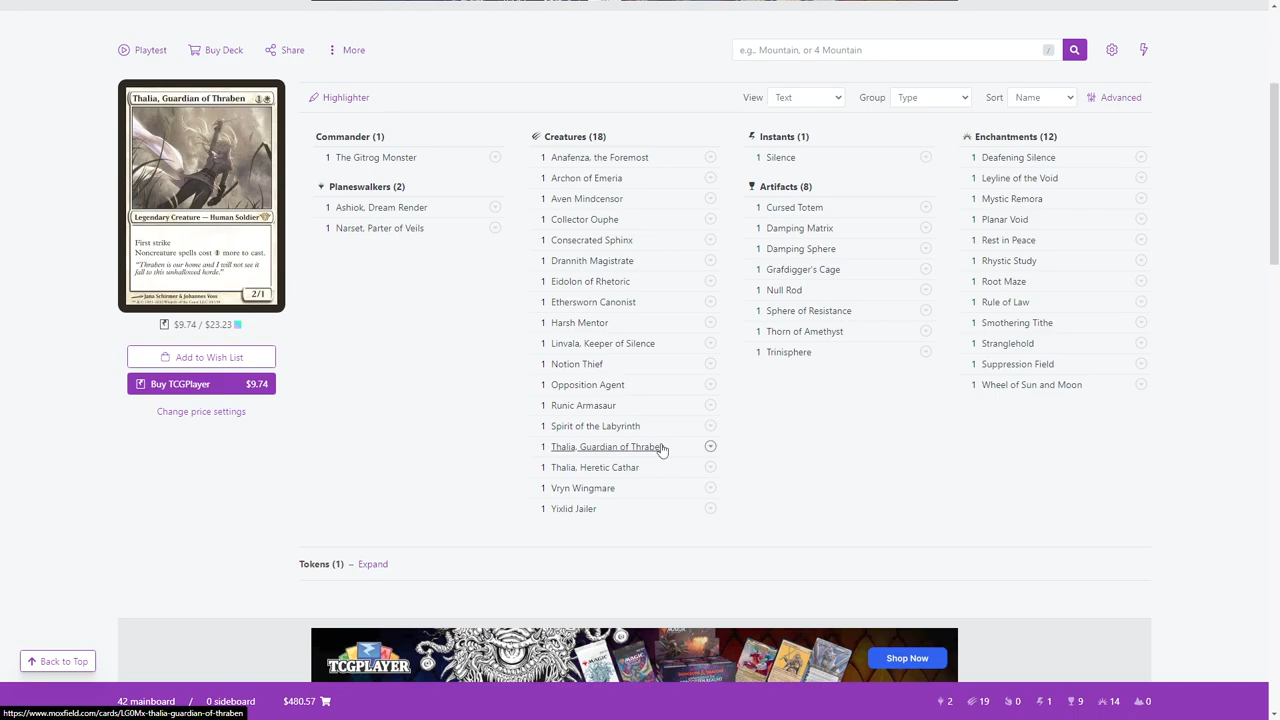 Playtest
Buy Deck
Share
More
e.g., Mountain, or 4 Mountain
/
Thalia, Guardian of Thraben 1
Legendary Creature — Human Soldier
First strike
Noncreature spells cost 1 more to cast.
"Thraben is our home and I will not see it
fall to this unhallowed horde."
Jana Schirmer & Johannes Voss
2/1
$9.74 / $23.23
Add to Wish List
Buy TCGPlayer $9.74
Change price settings
Highlighter
View Text
Group Type
Sort Name
Advanced
Commander (1)
1 The Gitrog Monster
Planeswalkers (2)
1 Ashiok, Dream Render
1 Narset, Parter of Veils
Creatures (18)
1 Anafenza, the Foremost
1 Archon of Emeria
1 Aven Mindcensor
1 Collector Ouphe
1 Consecrated Sphinx
1 Drannith Magistrate
1 Eidolon of Rhetoric
1 Ethersworn Canonist
1 Harsh Mentor
1 Linvala, Keeper of Silence
1 Notion Thief
1 Opposition Agent
1 Runic Armasaur
1 Spirit of the Labyrinth
1 Thalia, Guardian of Thraben
1 Thalia, Heretic Cathar
1 Vryn Wingmare
1 Yixlid Jailer
Instants (1)
1 Silence
Artifacts (8)
1 Cursed Totem
1 Damping Matrix
1 Damping Sphere
1 Grafdigger's Cage
1 Null Rod
1 Sphere of Resistance
1 Thorn of Amethyst
1 Trinisphere
Enchantments (12)
1 Deafening Silence
1 Leyline of the Void
1 Mystic Remora
1 Planar Void
1 Rest in Peace
1 Rhystic Study
1 Root Maze
1 Rule of Law
1 Smothering Tithe
1 Stranglehold
1 Suppression Field
1 Wheel of Sun and Moon
Tokens (1) – Expand
TCGPLAYER
Shop Now
Back to Top
42 mainboard / 0 sideboard $480.57
2 19 0 1 9 14 0
https://www.moxfield.com/cards/LG0Mx-thalia-guardian-of-thraben